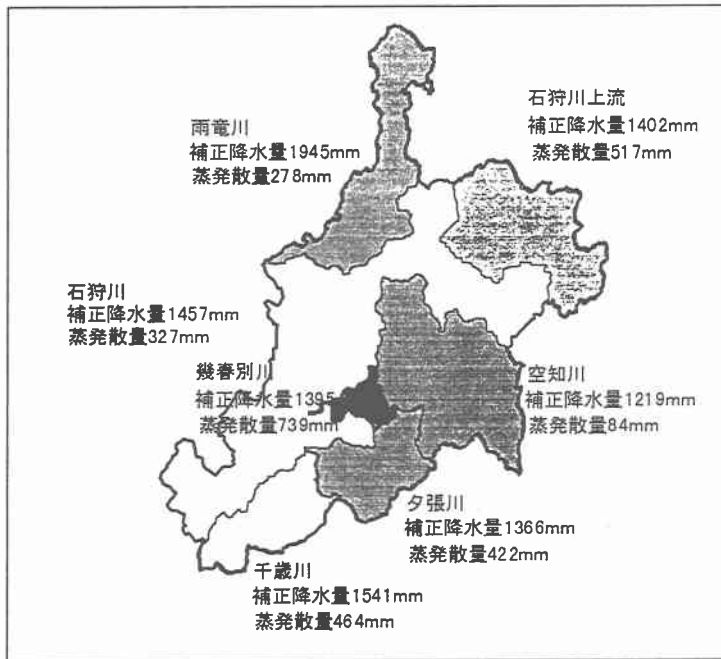 石狩川上流
補正降水量1402mm
蒸発散量517mm
雨竜川
補正降水量1945mm
蒸発散量278mm
石狩川
補正降水量1457mm
蒸発散量327mm
幾春別川
補正降水量1395
蒸発散量739mm
空知川
補正降水量1219mm
蒸発散量84mm
夕張川
補正降水量1366mm
蒸発散量422mm
千歳川
補正降水量1541mm
蒸発散量464mm